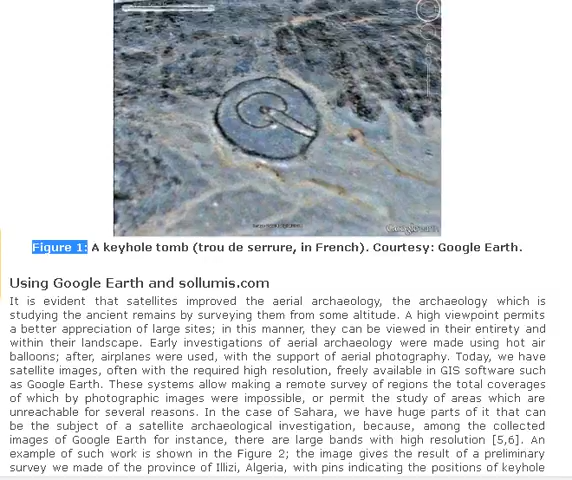 Google earth
Figure 1: A keyhole tomb (trou de serrure, in French). Courtesy: Google Earth.
Using Google Earth and sollumis.com
It is evident that satellites improved the aerial archaeology, the archaeology which is
studying the ancient remains by surveying them from some altitude. A high viewpoint permits
a better appreciation of large sites; in this manner, they can be viewed in their entirety and
within their landscape. Early investigations of aerial archaeology were made using hot air
balloons; after, airplanes were used, with the support of aerial photography. Today, we have
satellite images, often with the required high resolution, freely available in GIS software such
as Google Earth. These systems allow making a remote survey of regions the total coverages
of which by photographic images were impossible, or permit the study of areas which are
unreachable for several reasons. In the case of Sahara, we have huge parts of it that can
be the subject of a satellite archaeological investigation, because, among the collected
images of Google Earth for instance, there are large bands with high resolution [5,6]. An
example of such work is shown in the Figure 2; the image gives the result of a preliminary
survey we made of the province of Illizi, Algeria, with pins indicating the positions of keyhole